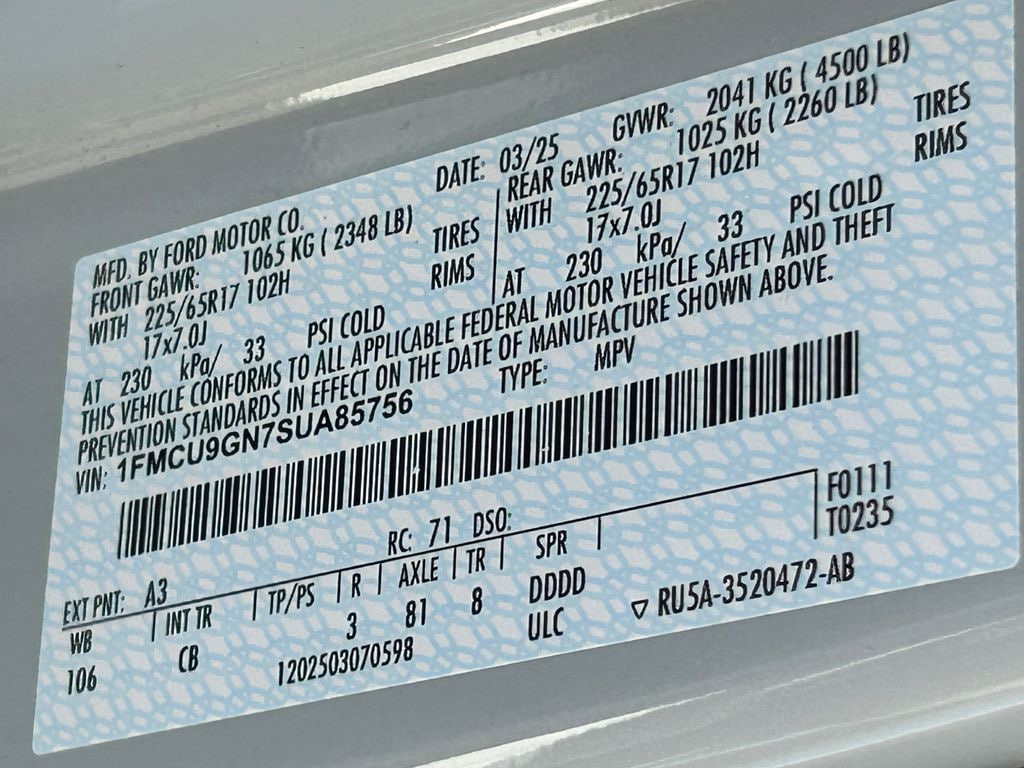 MFD. BY FORD MOTOR CO.
DATE: 03/25
GVWR: 2041 KG ( 4500 LB)
FRONT GAWR: 1065 KG ( 2348 LB)
WITH 225/65R17 102H TIRES
17x7.0J RIMS
AT 230 kPa/ 33 PSI COLD
REAR GAWR: 1025 KG ( 2260 LB)
WITH 225/65R17 102H TIRES
17x7.0J RIMS
AT 230 kPa/ 33 PSI COLD
THIS VEHICLE CONFORMS TO ALL APPLICABLE FEDERAL MOTOR VEHICLE SAFETY AND THEFT
PREVENTION STANDARDS IN EFFECT ON THE DATE OF MANUFACTURE SHOWN ABOVE.
VIN: 1FMCU9GN7SUA85756
TYPE: MPV
F0111
T0235
EXT PNT: A3 RC: 71 DSO:
WB INT TR TP/PS R AXLE TR SPR
106 CB 3 81 8 DDDD
1202503070598 ULC ▽ RU5A-3520472-AB